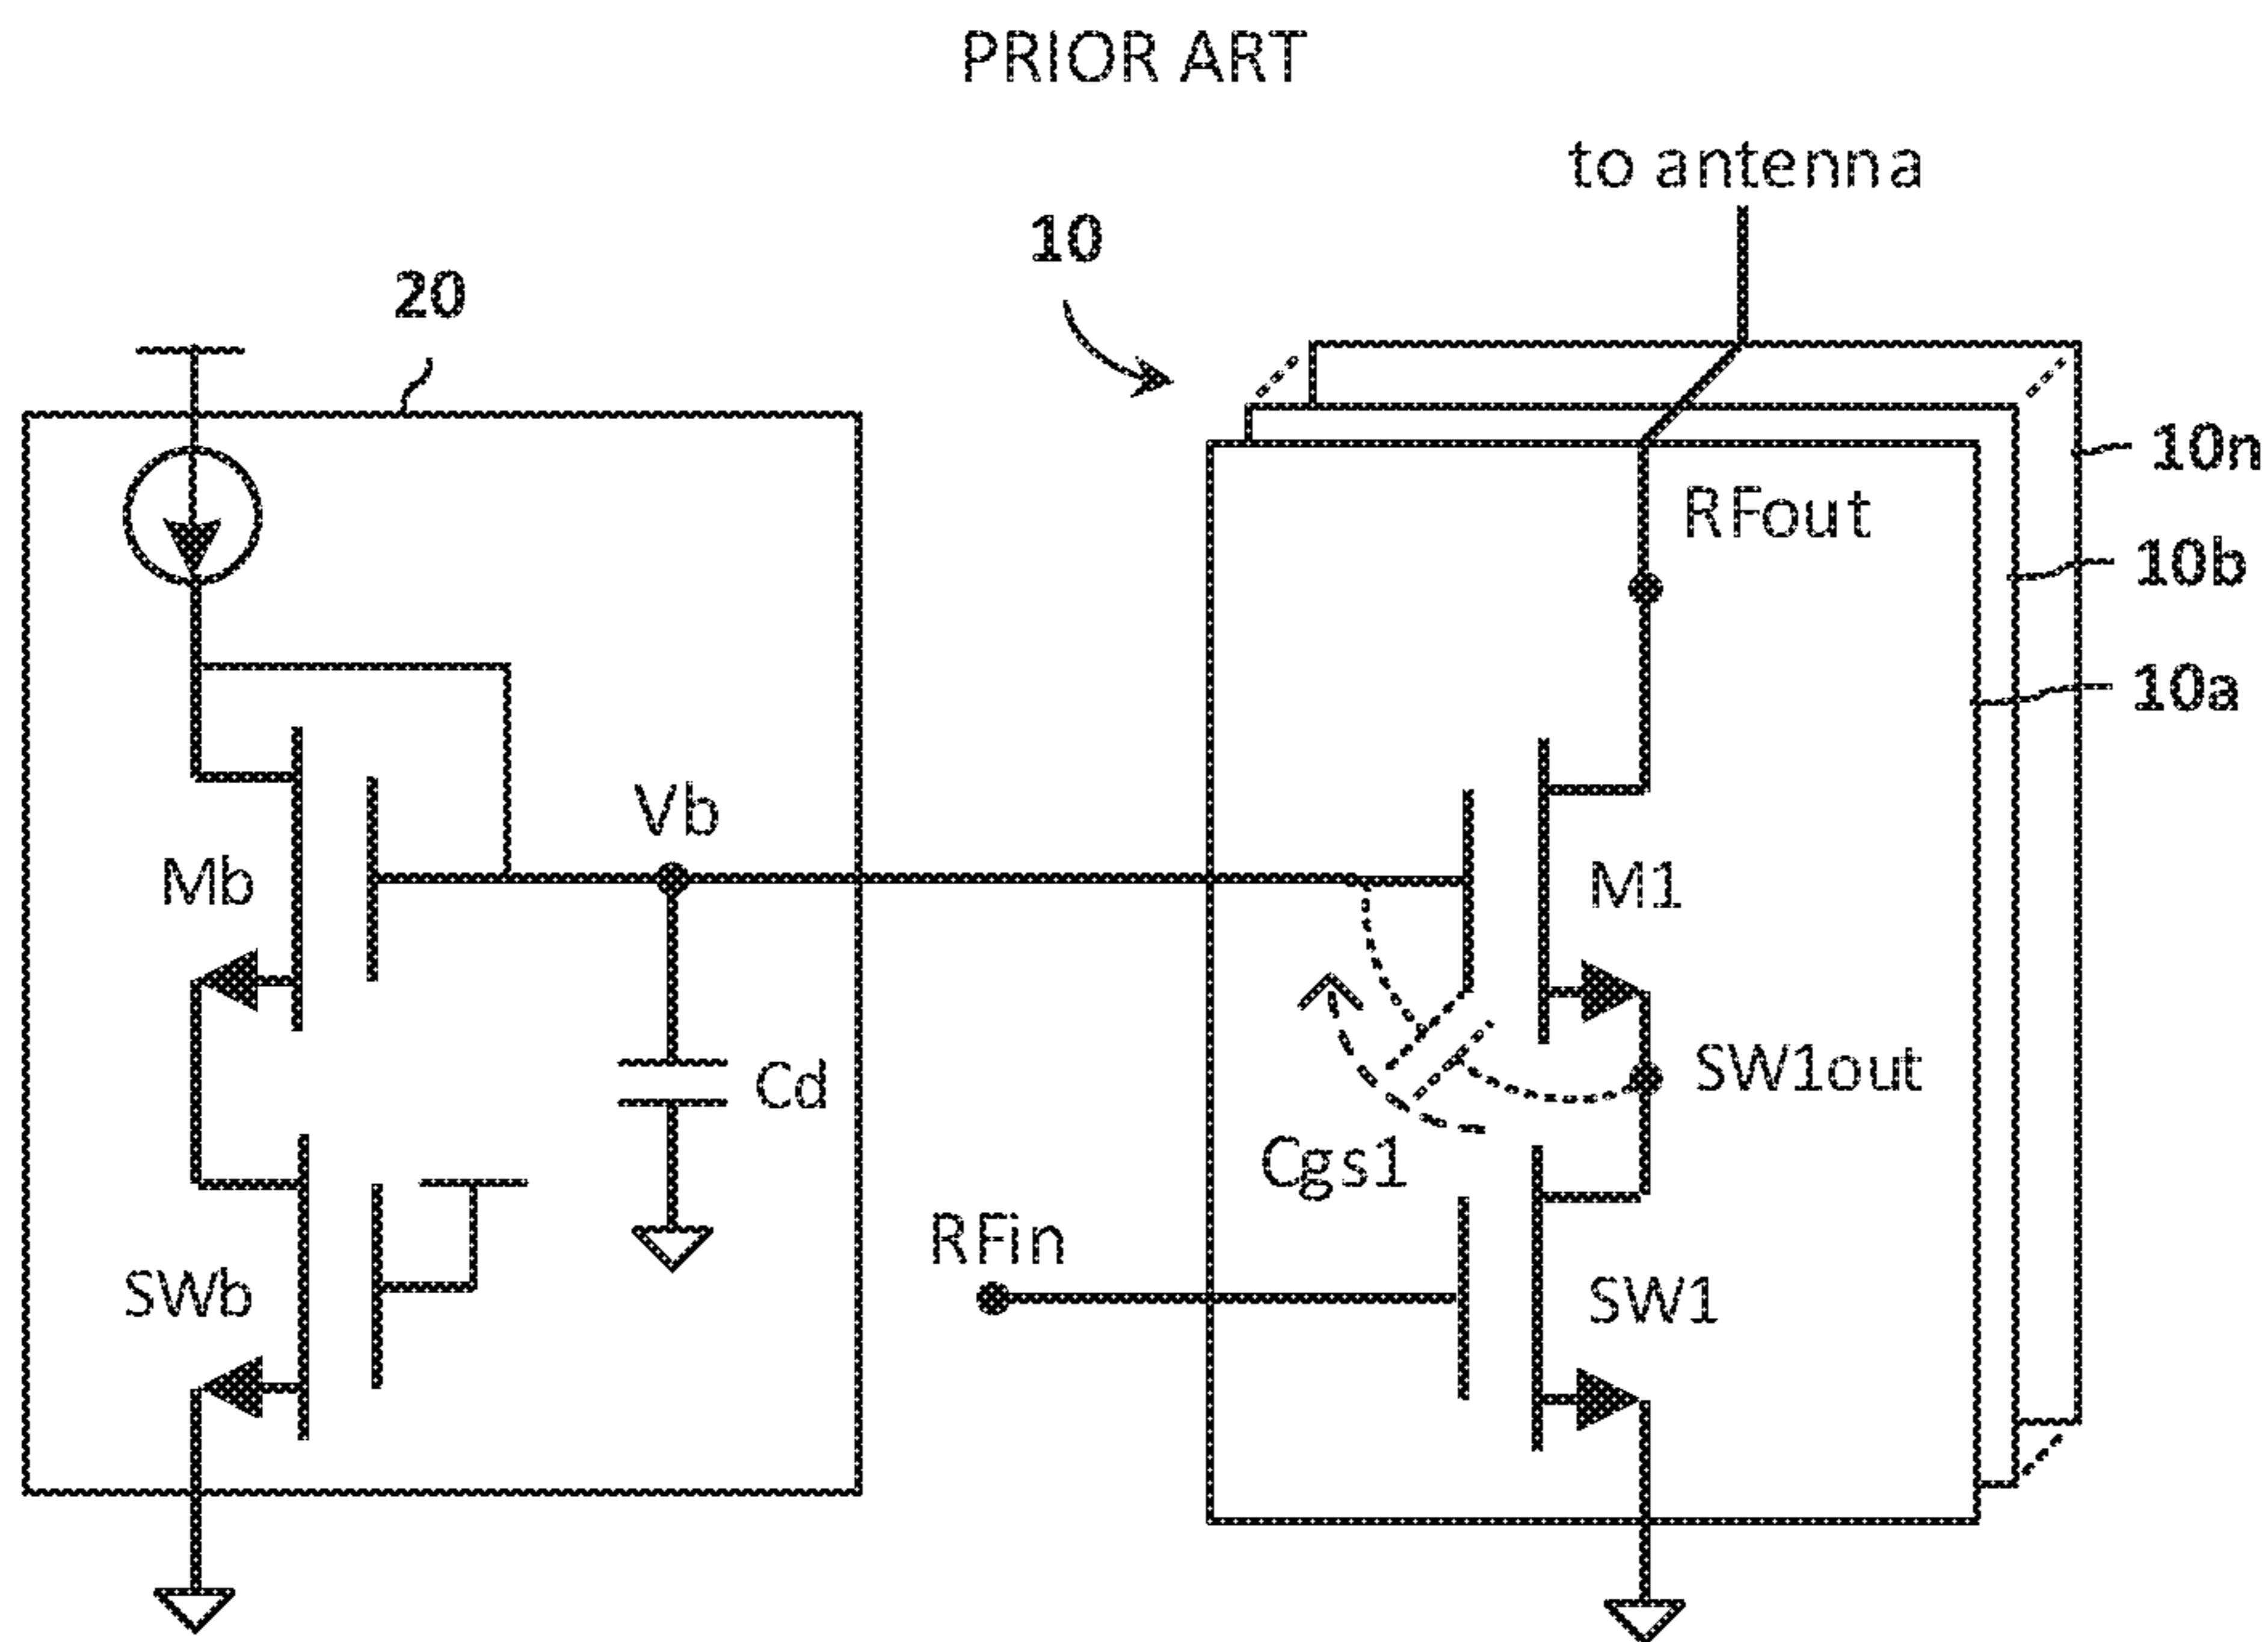 PRIOR ART
to antenna
10
20
RFout
10n
10b
10a
Vb
Mb
M1
Cd
SW1out
Cgs1
RFin
SWb
SW1